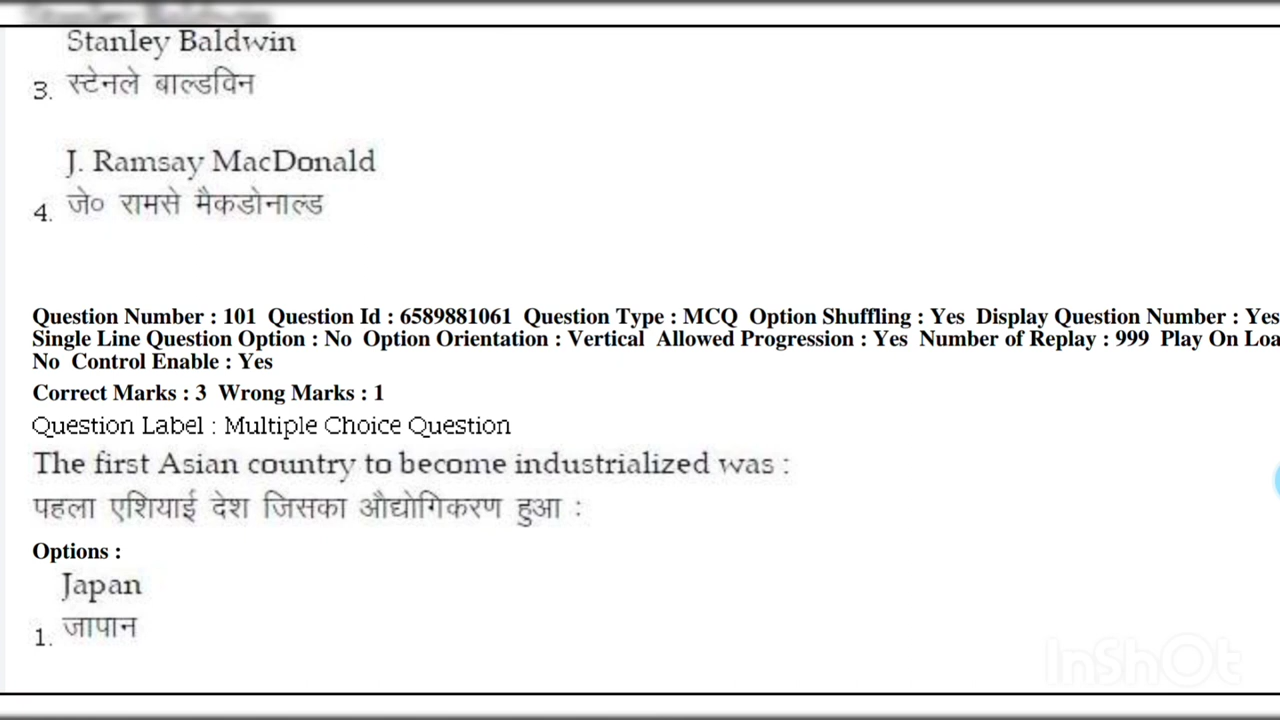 Stanley Baldwin
3. स्टेनले बाल्डविन
J. Ramsay MacDonald
4. जे० रामसे मैकडोनाल्ड
Question Number : 101 Question Id : 6589881061 Question Type : MCQ Option Shuffling : Yes Display Question Number : Yes
Single Line Question Option : No Option Orientation : Vertical Allowed Progression : Yes Number of Replay : 999 Play On Loa
No Control Enable : Yes
Correct Marks : 3 Wrong Marks : 1
Question Label : Multiple Choice Question
The first Asian country to become industrialized was :
पहला एशियाई देश जिसका औद्योगिकरण हुआ :
Options :
Japan
1. जापान
InShOt